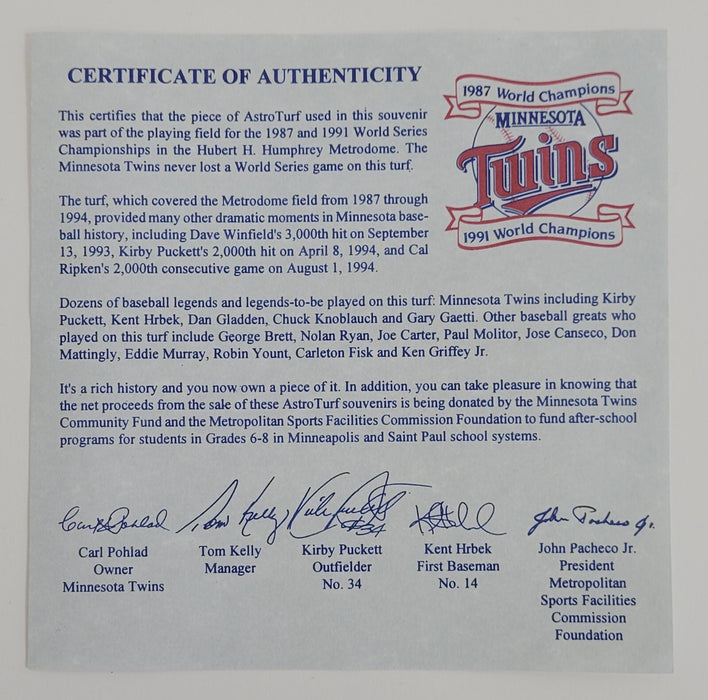 CERTIFICATE OF AUTHENTICITY
This certifies that the piece of AstroTurf used in this souvenir
was part of the playing field for the 1987 and 1991 World Series
Championships in the Hubert H. Humphrey Metrodome. The
Minnesota Twins never lost a World Series game on this turf.
1987 World Champions
MINNESOTA
Twins
1991 World Champions
The turf, which covered the Metrodome field from 1987 through
1994, provided many other dramatic moments in Minnesota base-
ball history, including Dave Winfield's 3,000th hit on September
13, 1993, Kirby Puckett's 2,000th hit on April 8, 1994, and Cal
Ripken's 2,000th consecutive game on August 1, 1994.
Dozens of baseball legends and legends-to-be played on this turf: Minnesota Twins including Kirby
Puckett, Kent Hrbek, Dan Gladden, Chuck Knoblauch and Gary Gaetti. Other baseball greats who
played on this turf include George Brett, Nolan Ryan, Joe Carter, Paul Molitor, Jose Canseco, Don
Mattingly, Eddie Murray, Robin Yount, Carleton Fisk and Ken Griffey Jr.
It's a rich history and you now own a piece of it. In addition, you can take pleasure in knowing that
the net proceeds from the sale of these AstroTurf souvenirs is being donated by the Minnesota Twins
Community Fund and the Metropolitan Sports Facilities Commission Foundation to fund after-school
programs for students in Grades 6-8 in Minneapolis and Saint Paul school systems.
Carl Pohlad
Tom Kelly
Kirby Puckett
#34
K Hrbek
John Pacheco Jr.
Carl Pohlad
Owner
Minnesota Twins
Tom Kelly
Manager
Kirby Puckett
Outfielder
No. 34
Kent Hrbek
First Baseman
No. 14
John Pacheco Jr.
President
Metropolitan
Sports Facilities
Commission
Foundation